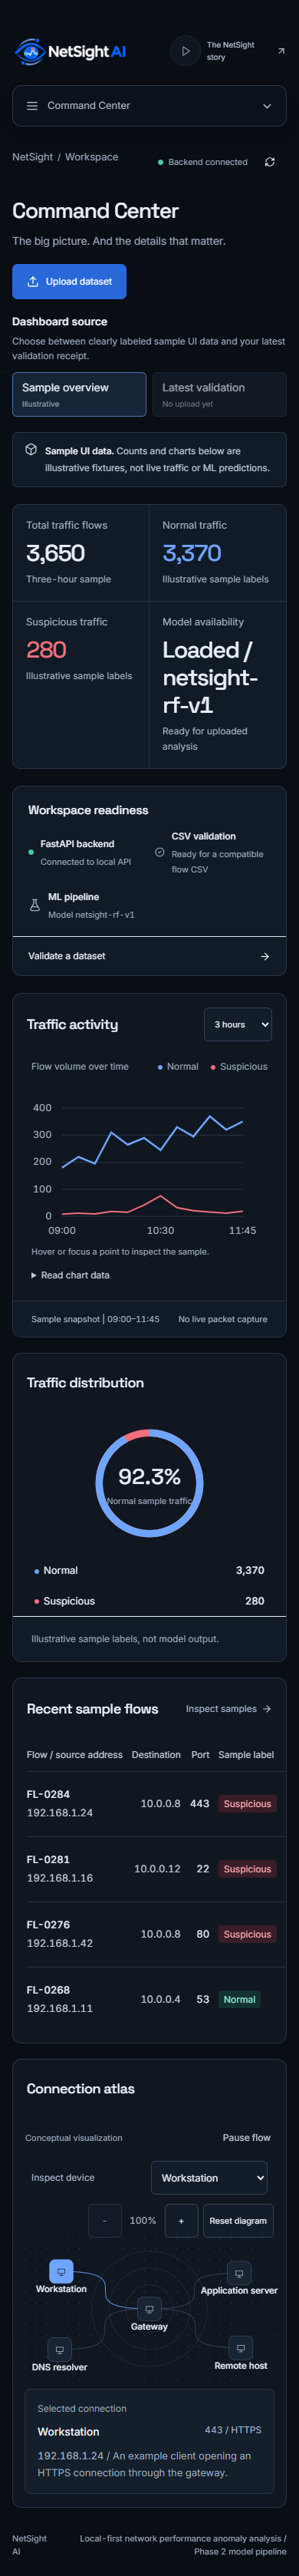 NetSight AI
The NetSight
story
Command Center
NetSight / Workspace
Backend connected
Command Center
The big picture. And the details that matter.
Upload dataset
Dashboard source
Choose between clearly labeled sample UI data and your latest
validation receipt.
Sample overview
Illustrative
Latest validation
No upload yet
Sample UI data. Counts and charts below are
illustrative fixtures, not live traffic or ML predictions.
Total traffic flows
3,650
Three-hour sample
Normal traffic
3,370
Illustrative sample labels
Suspicious traffic
280
Illustrative sample labels
Model availability
Loaded /
netsight-
rf-v1
Ready for uploaded
analysis
Workspace readiness
FastAPI backend
Connected to local API
CSV validation
Ready for a compatible
flow CSV
ML pipeline
Model netsight-rf-v1
Validate a dataset
Traffic activity
3 hours
Flow volume over time
Normal
Suspicious
400
300
200
100
0
09:00
10:30
11:45
Hover or focus a point to inspect the sample.
Read chart data
Sample snapshot | 09:00–11:45
No live packet capture
Traffic distribution
92.3%
Normal sample traffic
Normal 3,370
Suspicious 280
Illustrative sample labels, not model output.
Recent sample flows
Inspect samples
Flow / source address Destination Port Sample label
FL-0284
192.168.1.24
10.0.0.8 443 Suspicious
FL-0281
192.168.1.16
10.0.0.12 22 Suspicious
FL-0276
192.168.1.42
10.0.0.8 80 Suspicious
FL-0268
192.168.1.11
10.0.0.4 53 Normal
Connection atlas
Conceptual visualization
Pause flow
Inspect device
Workstation
- 100% + Reset diagram
Workstation
Application server
Gateway
DNS resolver
Remote host
Selected connection
Workstation
443 / HTTPS
192.168.1.24 / An example client opening an
HTTPS connection through the gateway.
NetSight
AI
Local-first network performance anomaly analysis /
Phase 2 model pipeline